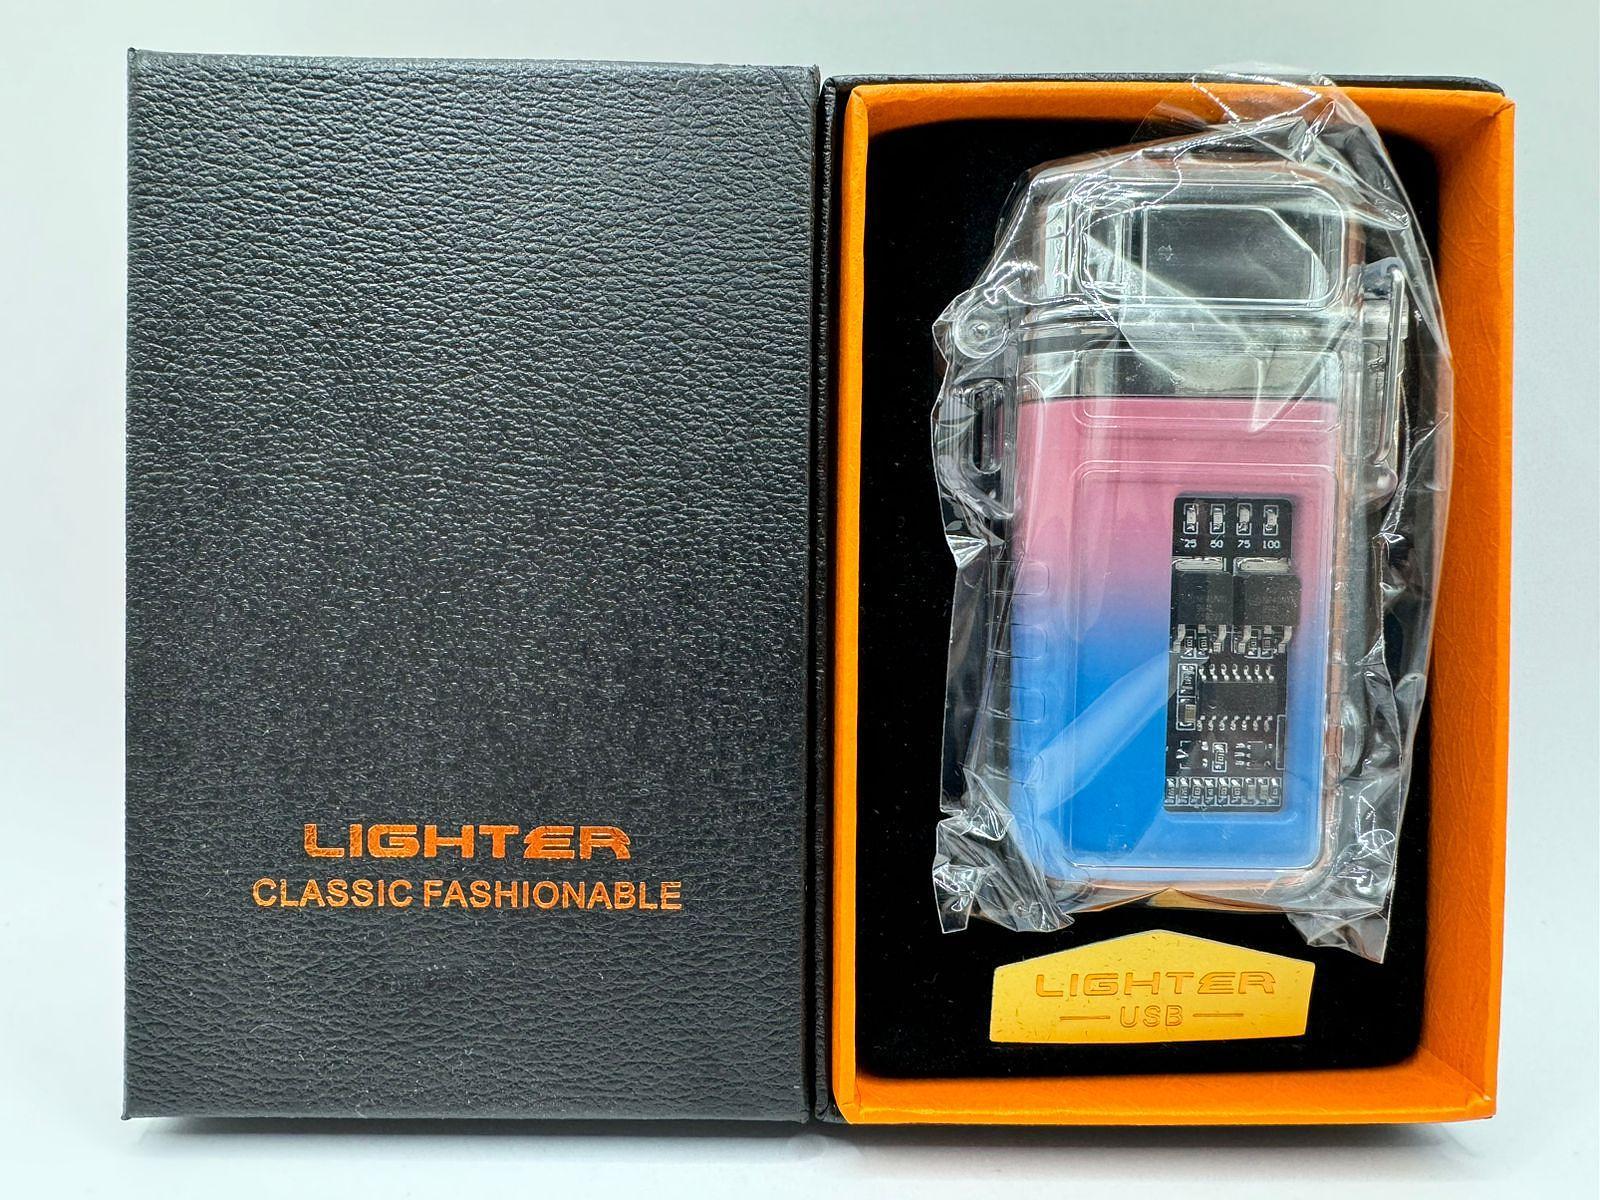 LIGHTER
CLASSIC FASHIONABLE
25 50 75 100
LIGHTER
USB